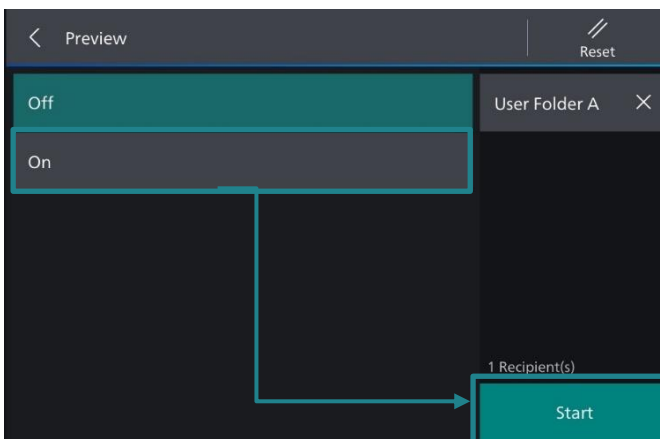 Preview
Reset
Off
On
User Folder A
1 Recipient(s)
Start